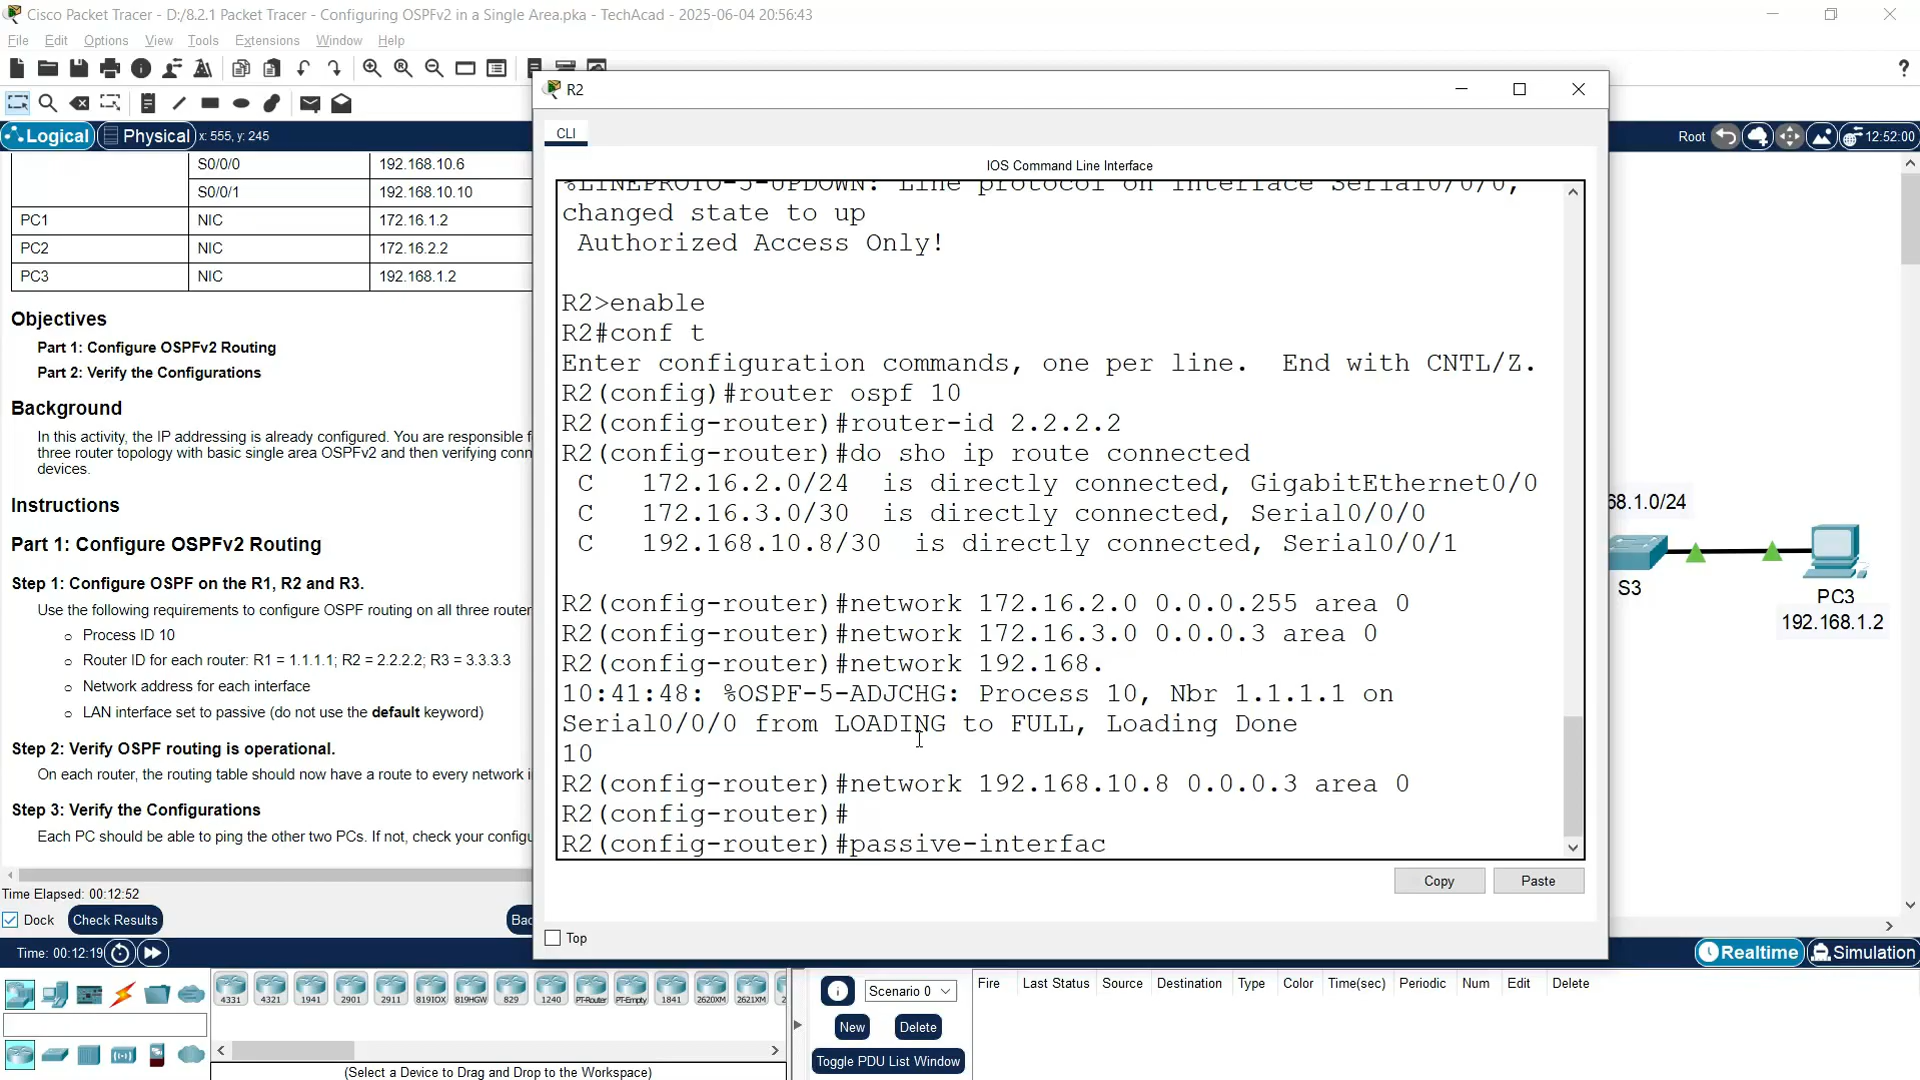 Cisco Packet Tracer - D:/8.2.1 Packet Tracer - Configuring OSPFv2 in a Single Area.pka - TechAcad - 2025-06-04 20:56:43
File Edit Options View Tools Extensions Window Help
?
Logical Physical x: 555, y: 245
Root 12:52:00
S0/0/0 192.168.10.6
S0/0/1 192.168.10.10
PC1 NIC 172.16.1.2
PC2 NIC 172.16.2.2
PC3 NIC 192.168.1.2
Objectives
Part 1: Configure OSPFv2 Routing
Part 2: Verify the Configurations
Background
In this activity, the IP addressing is already configured. You are responsible f
three router topology with basic single area OSPFv2 and then verifying conn
devices.
Instructions
Part 1: Configure OSPFv2 Routing
Step 1: Configure OSPF on the R1, R2 and R3.
Use the following requirements to configure OSPF routing on all three router
o Process ID 10
o Router ID for each router: R1 = 1.1.1.1; R2 = 2.2.2.2; R3 = 3.3.3.3
o Network address for each interface
o LAN interface set to passive (do not use the default keyword)
Step 2: Verify OSPF routing is operational.
On each router, the routing table should now have a route to every network i
Step 3: Verify the Configurations
Each PC should be able to ping the other two PCs. If not, check your configu
Time Elapsed: 00:12:52
Dock Check Results Bac
R2
CLI
IOS Command Line Interface
%LINEPROTO-5-UPDOWN: Line protocol on Interface Serial0/0/0,
changed state to up
Authorized Access Only!
R2>enable
R2#conf t
Enter configuration commands, one per line. End with CNTL/Z.
R2(config)#router ospf 10
R2(config-router)#router-id 2.2.2.2
R2(config-router)#do sho ip route connected
C 172.16.2.0/24 is directly connected, GigabitEthernet0/0
C 172.16.3.0/30 is directly connected, Serial0/0/0
C 192.168.10.8/30 is directly connected, Serial0/0/1
R2(config-router)#network 172.16.2.0 0.0.0.255 area 0
R2(config-router)#network 172.16.3.0 0.0.0.3 area 0
R2(config-router)#network 192.168.
10:41:48: %OSPF-5-ADJCHG: Process 10, Nbr 1.1.1.1 on
Serial0/0/0 from LOADING to FULL, Loading Done
10
R2(config-router)#network 192.168.10.8 0.0.0.3 area 0
R2(config-router)#
R2(config-router)#passive-interfac
Copy Paste
Top
68.1.0/24
S3
PC3
192.168.1.2
Time: 00:12:19
Realtime Simulation
4331 4321 1941 2901 2911 819IOX 819HGW 829 1240 PT-Router PT-Empty 1841 2620XM 2621XM 2
(Select a Device to Drag and Drop to the Workspace)
Scenario 0
New Delete
Toggle PDU List Window
Fire Last Status Source Destination Type Color Time(sec) Periodic Num Edit Delete